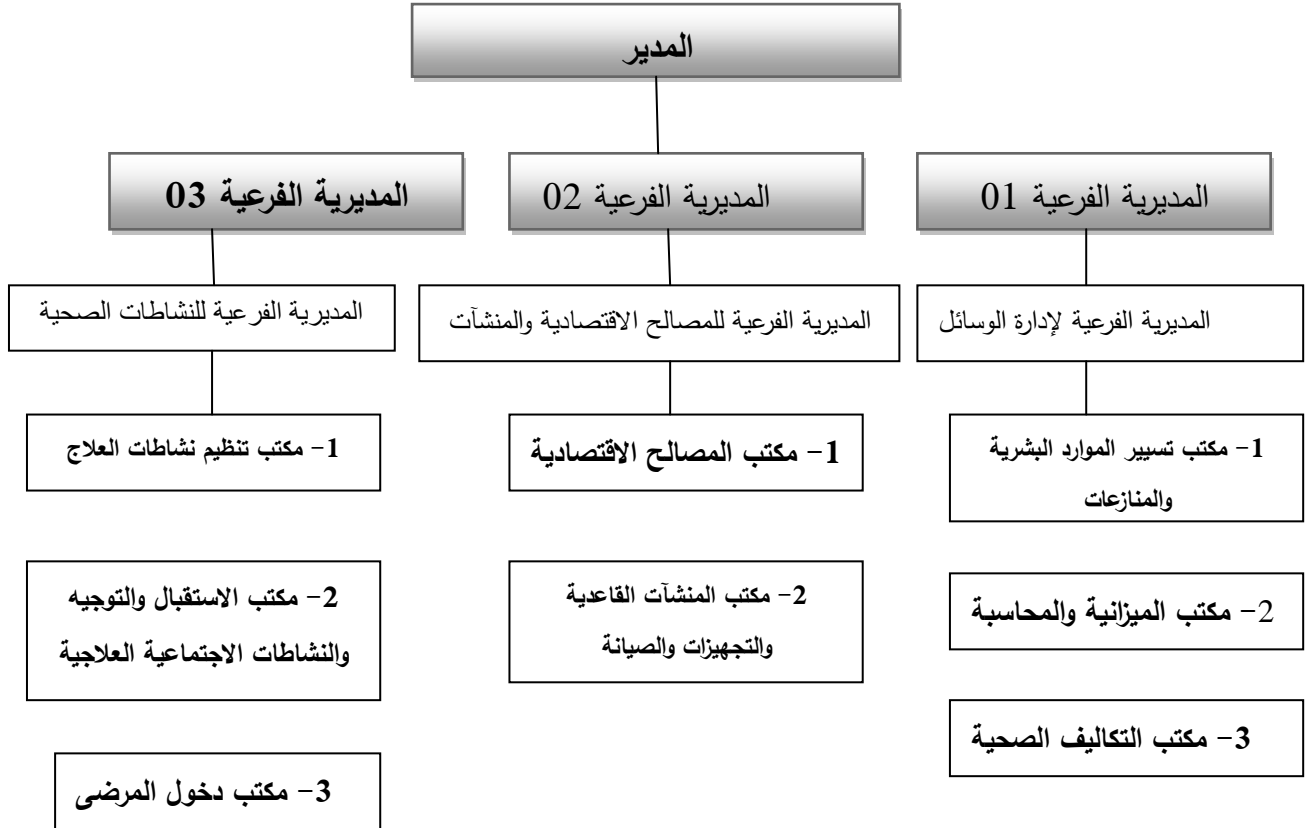 المدير
المديرية الفرعية 01
المديرية الفرعية 02
المديرية الفرعية 03
المديرية الفرعية لإدارة الوسائل
المديرية الفرعية للمصالح الاقتصادية والمنشآت
المديرية الفرعية للنشاطات الصحية
1- مكتب تسيير الموارد البشرية
والمنازعات
1- مكتب المصالح الاقتصادية
1- مكتب تنظيم نشاطات العلاج
2- مكتب الميزانية والمحاسبة
2- مكتب المنشآت القاعدية
والتجهيزات والصيانة
2- مكتب الاستقبال والتوجيه
والنشاطات الاجتماعية العلاجية
3- مكتب التكاليف الصحية
3- مكتب دخول المرضى